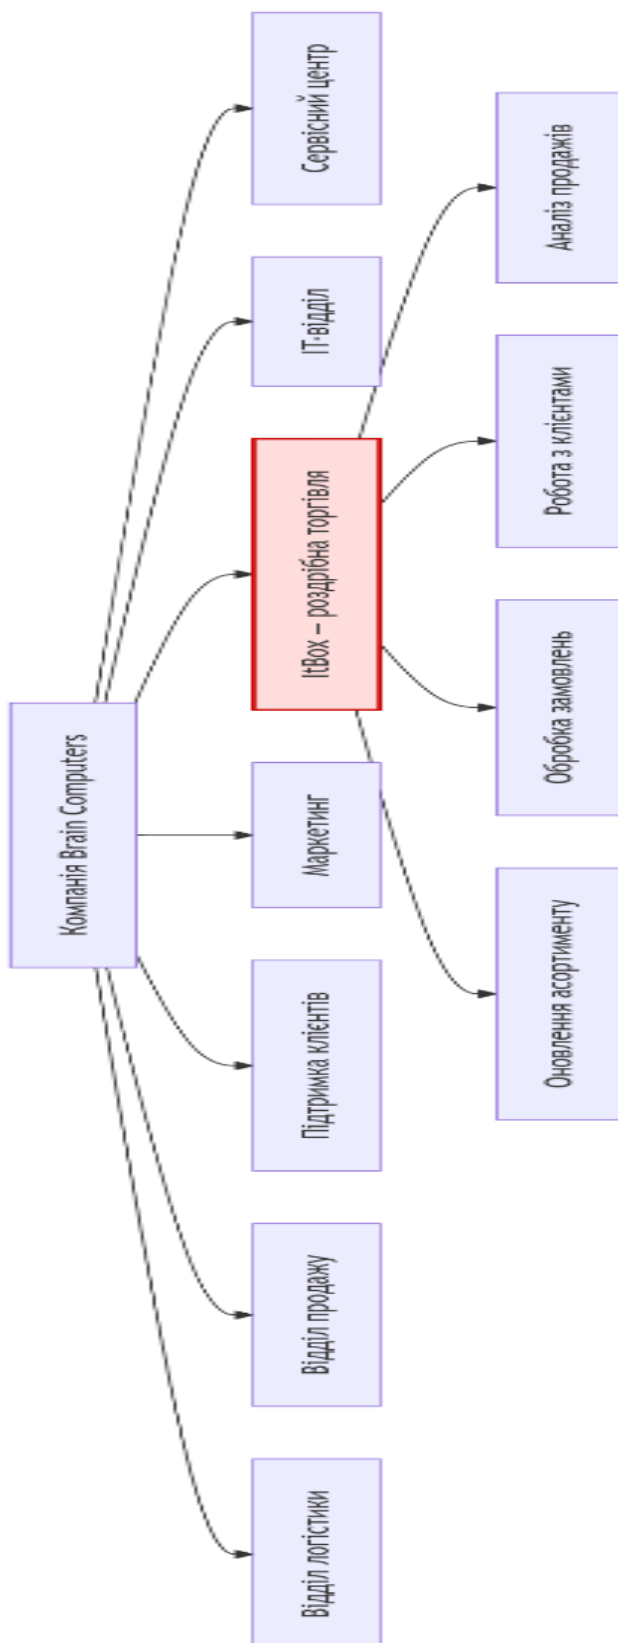 Компанія Brain Computers
Відділ логістики
Відділ продажу
Підтримка клієнтів
Маркетинг
ItBox – роздрібна торгівля
ІТ-відділ
Сервісний центр
Оновлення асортименту
Обробка замовлень
Робота з клієнтами
Аналіз продажів